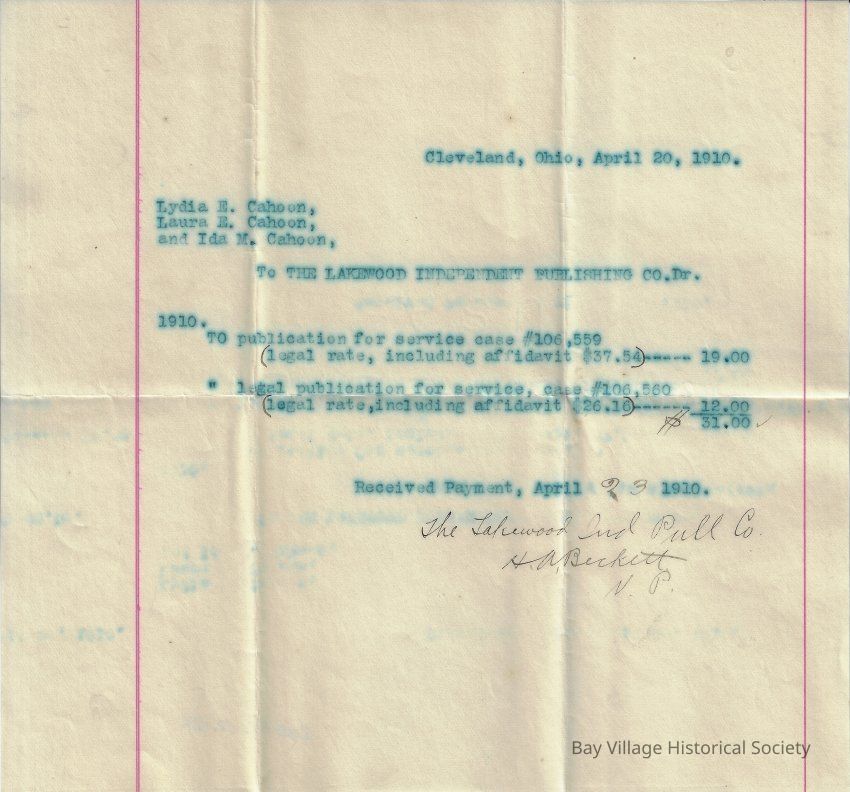 Cleveland, Ohio, April 20, 1910.
Lydia E. Cahoon,
Laura E. Cahoon,
and Ida M. Cahoon,
To THE LAKEWOOD INDEPENDENT PUBLISHING CO.Dr.
1910.
TO publication for service case #106,559
(legal rate, including affidavit $37.54)----- 19.00
" legal publication for service, case #106,560
(legal rate,including affidavit $26.16)------ 12.00
$ 31.00 ✓
Received Payment, April 23 1910.
The Lakewood Ind Publ Co.
H.A. Beckett
V. P.
Bay Village Historical Society